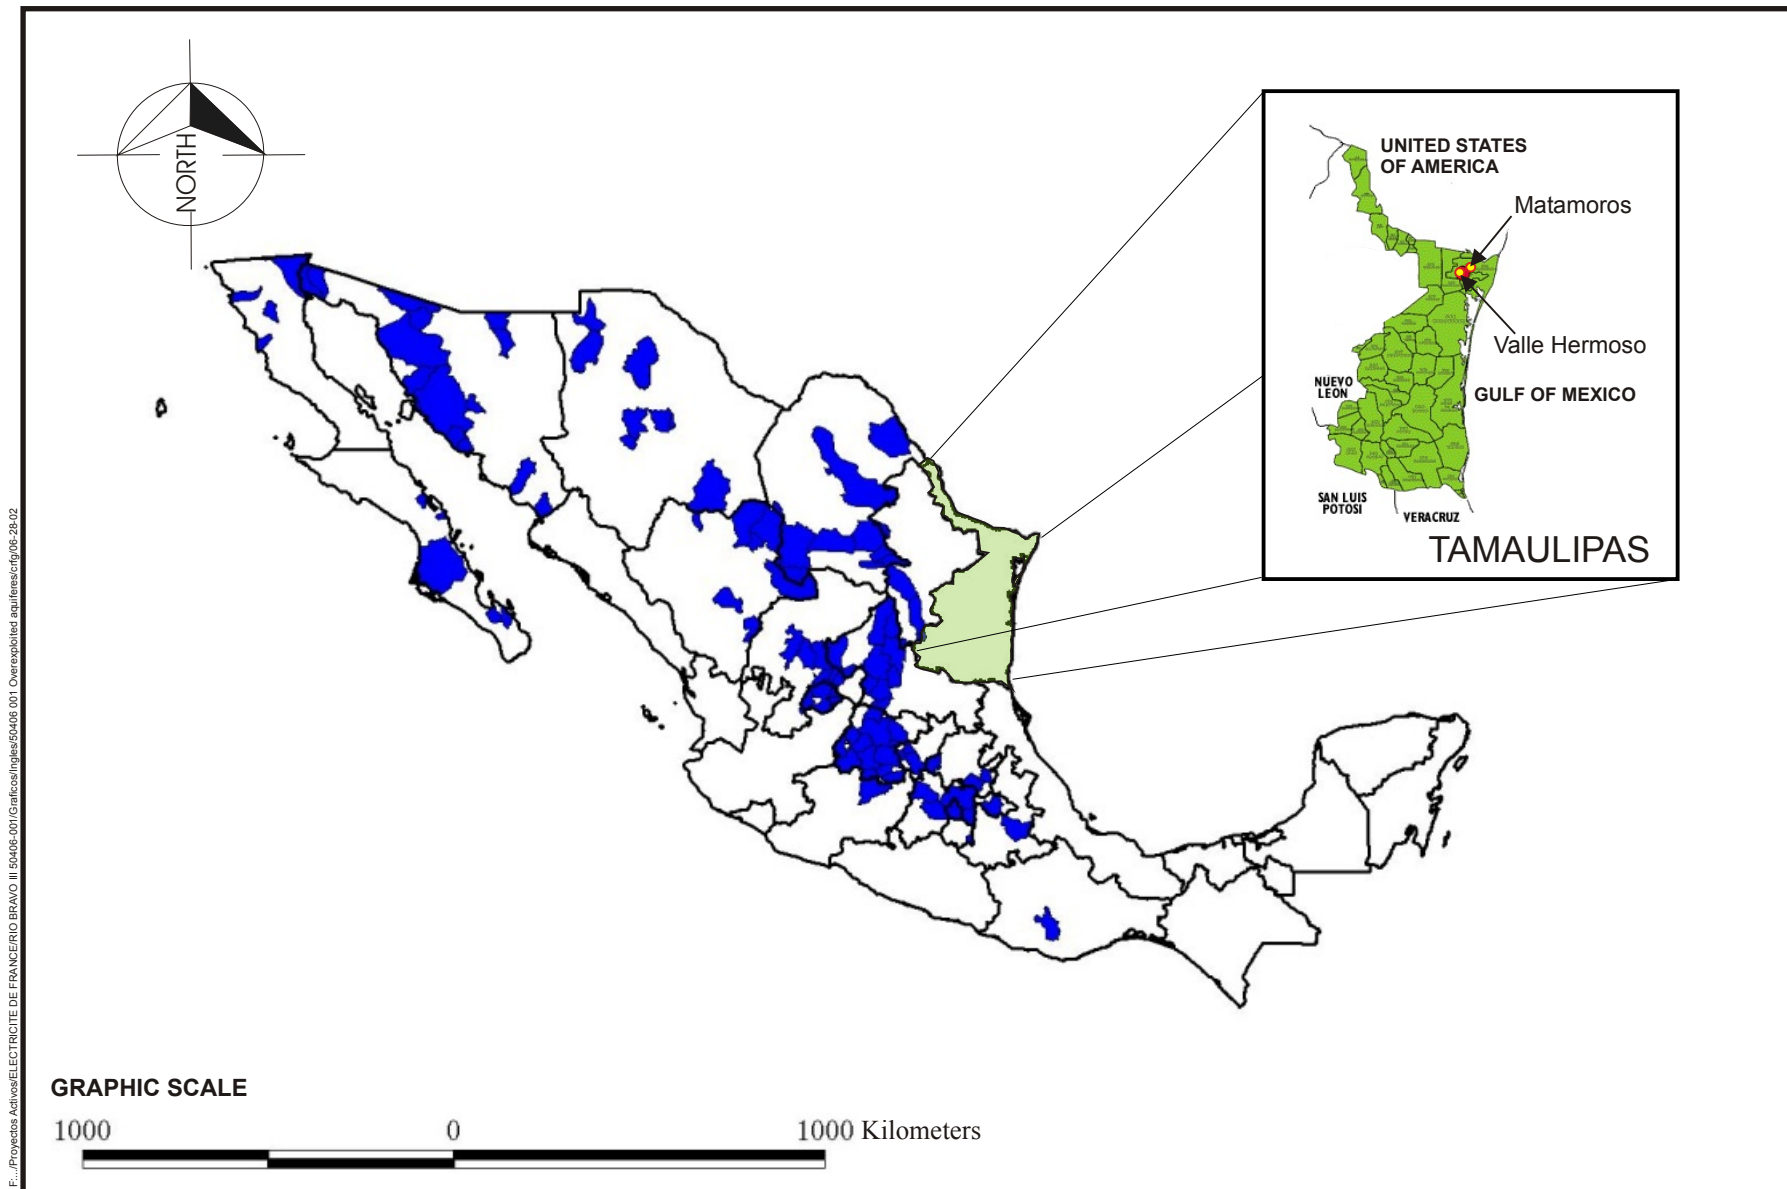 NORTH
UNITED STATES
OF AMERICA
Matamoros
Valle Hermoso
NUEVO
LEON
GULF OF MEXICO
SAN LUIS
POTOSI
VERACRUZ
TAMAULIPAS
GRAPHIC SCALE
1000 0 1000 Kilometers
F:.../Proyectos Activos/ELECTRICITE DE FRANCE/RIO BRAVO III 50406-001/Graficos/Ingles/50406 001 Overexploited aquiferes/crfg/06-28-02